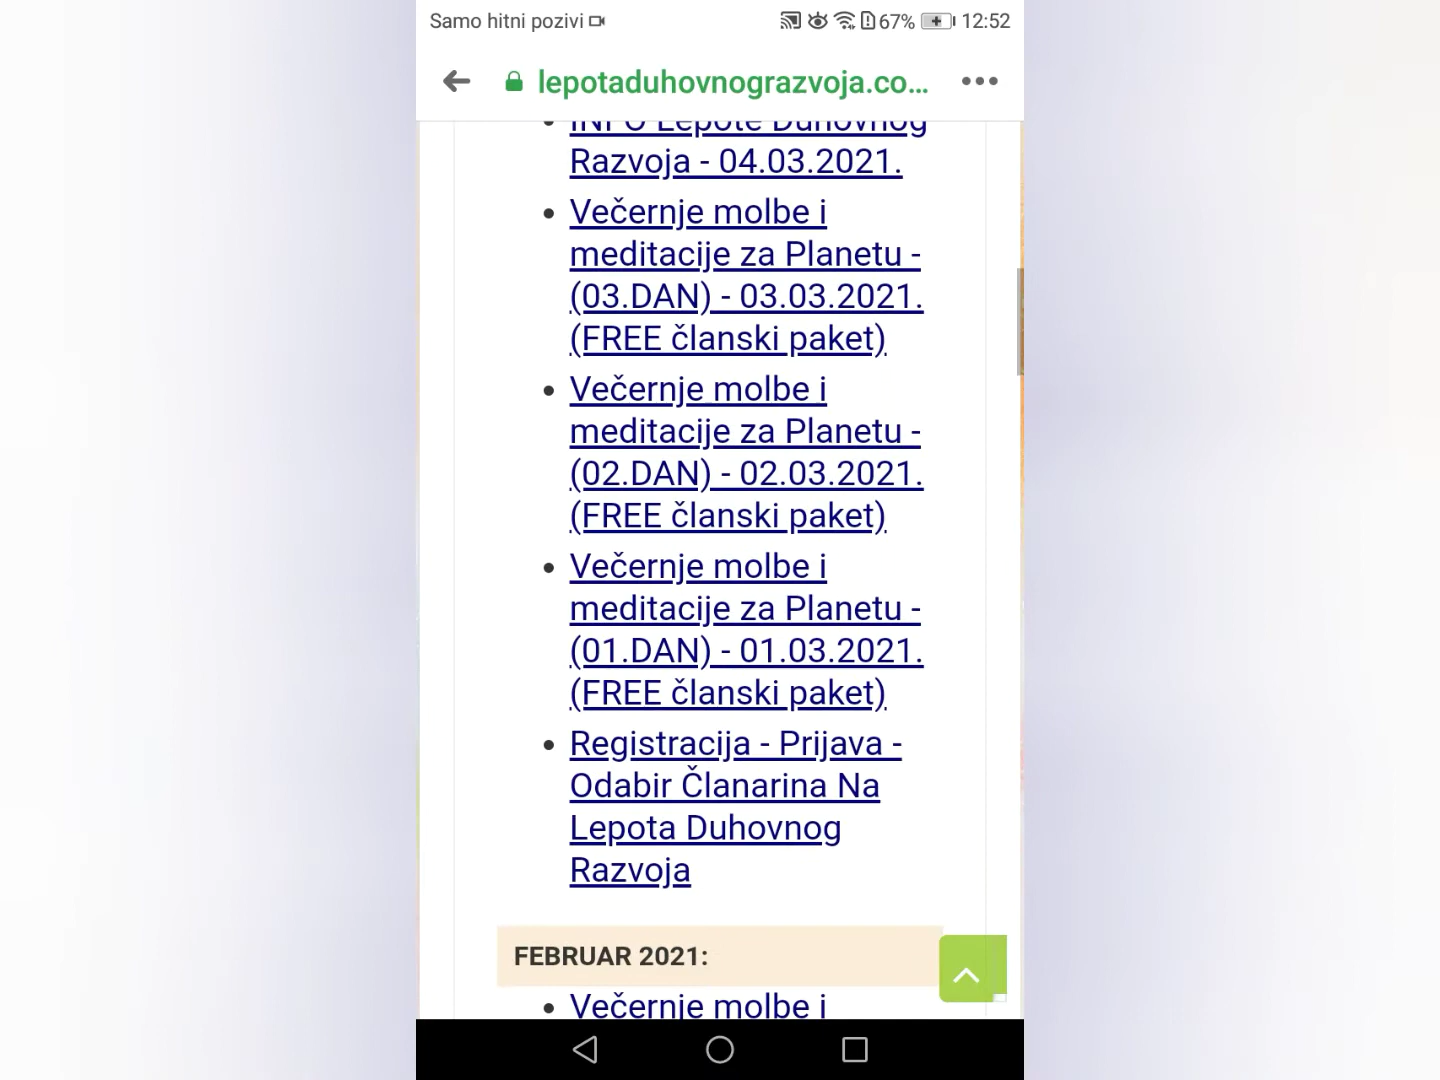 Samo hitni pozivi
67% 12:52
lepotaduhovnograzvoja.co...
INFO Lepote Duhovnog
Razvoja - 04.03.2021.
Večernje molbe i
meditacije za Planetu -
(03.DAN) - 03.03.2021.
(FREE članski paket)
Večernje molbe i
meditacije za Planetu -
(02.DAN) - 02.03.2021.
(FREE članski paket)
Večernje molbe i
meditacije za Planetu -
(01.DAN) - 01.03.2021.
(FREE članski paket)
Registracija - Prijava -
Odabir Članarina Na
Lepota Duhovnog
Razvoja
FEBRUAR 2021:
Večernje molbe i